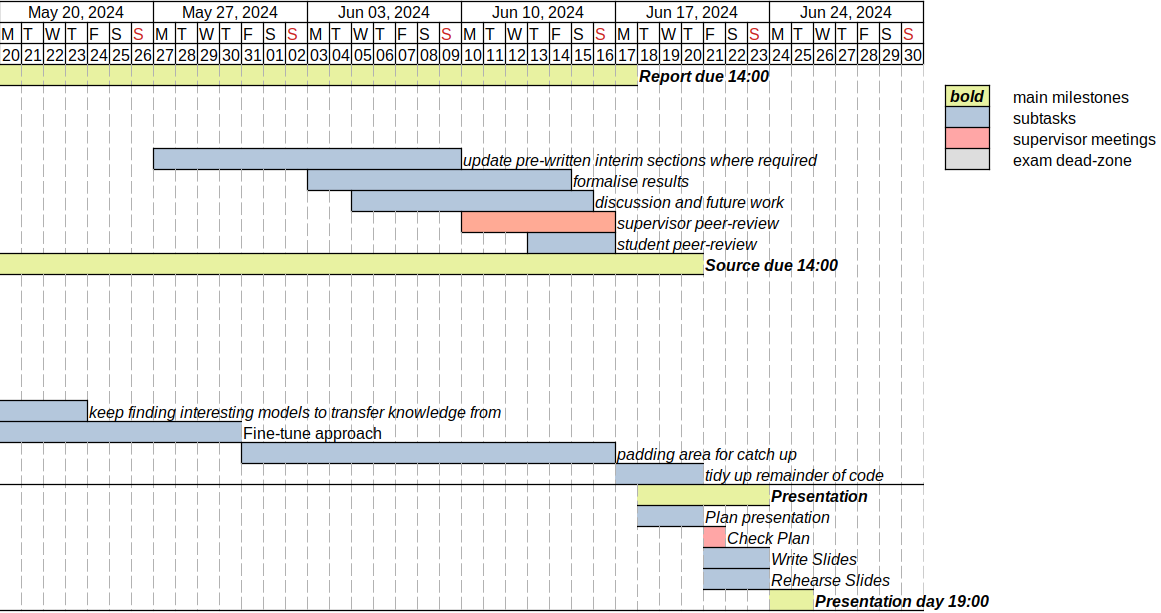 May 20, 2024 May 27, 2024 Jun 03, 2024 Jun 10, 2024 Jun 17, 2024 Jun 24, 2024
M T W T F S S M T W T F S S M T W T F S S M T W T F S S M T W T F S S M T W T F S S
20 21 22 23 24 25 26 27 28 29 30 31 01 02 03 04 05 06 07 08 09 10 11 12 13 14 15 16 17 18 19 20 21 22 23 24 25 26 27 28 29 30
Report due 14:00
bold main milestones
subtasks
supervisor meetings
exam dead-zone
update pre-written interim sections where required
formalise results
discussion and future work
supervisor peer-review
student peer-review
Source due 14:00
keep finding interesting models to transfer knowledge from
Fine-tune approach
padding area for catch up
tidy up remainder of code
Presentation
Plan presentation
Check Plan
Write Slides
Rehearse Slides
Presentation day 19:00